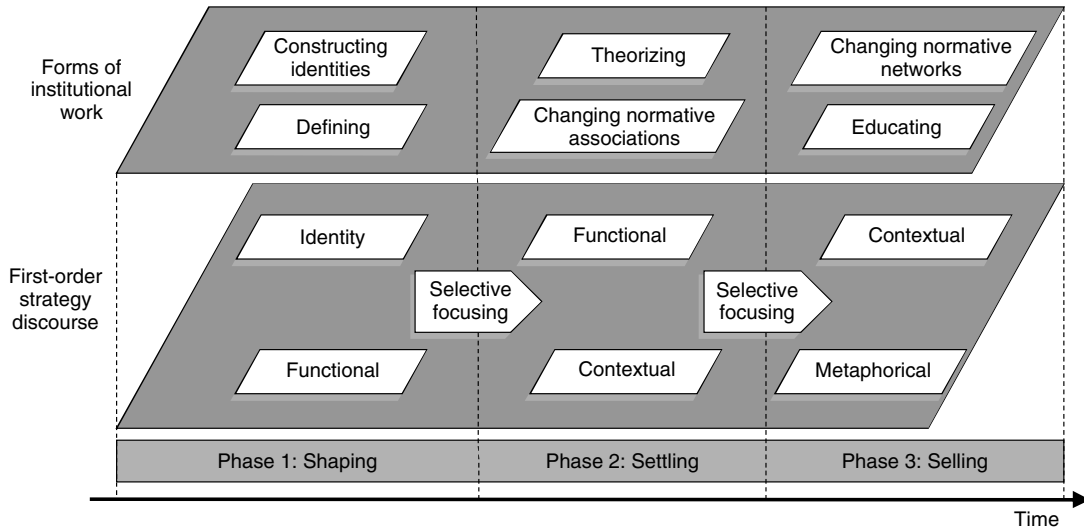 Forms of
institutional
work
Constructing
identities
Theorizing
Changing normative
networks
Defining
Changing normative
associations
Educating
First-order
strategy
discourse
Identity
Functional
Contextual
Selective
focusing
Selective
focusing
Functional
Contextual
Metaphorical
Phase 1: Shaping
Phase 2: Settling
Phase 3: Selling
Time